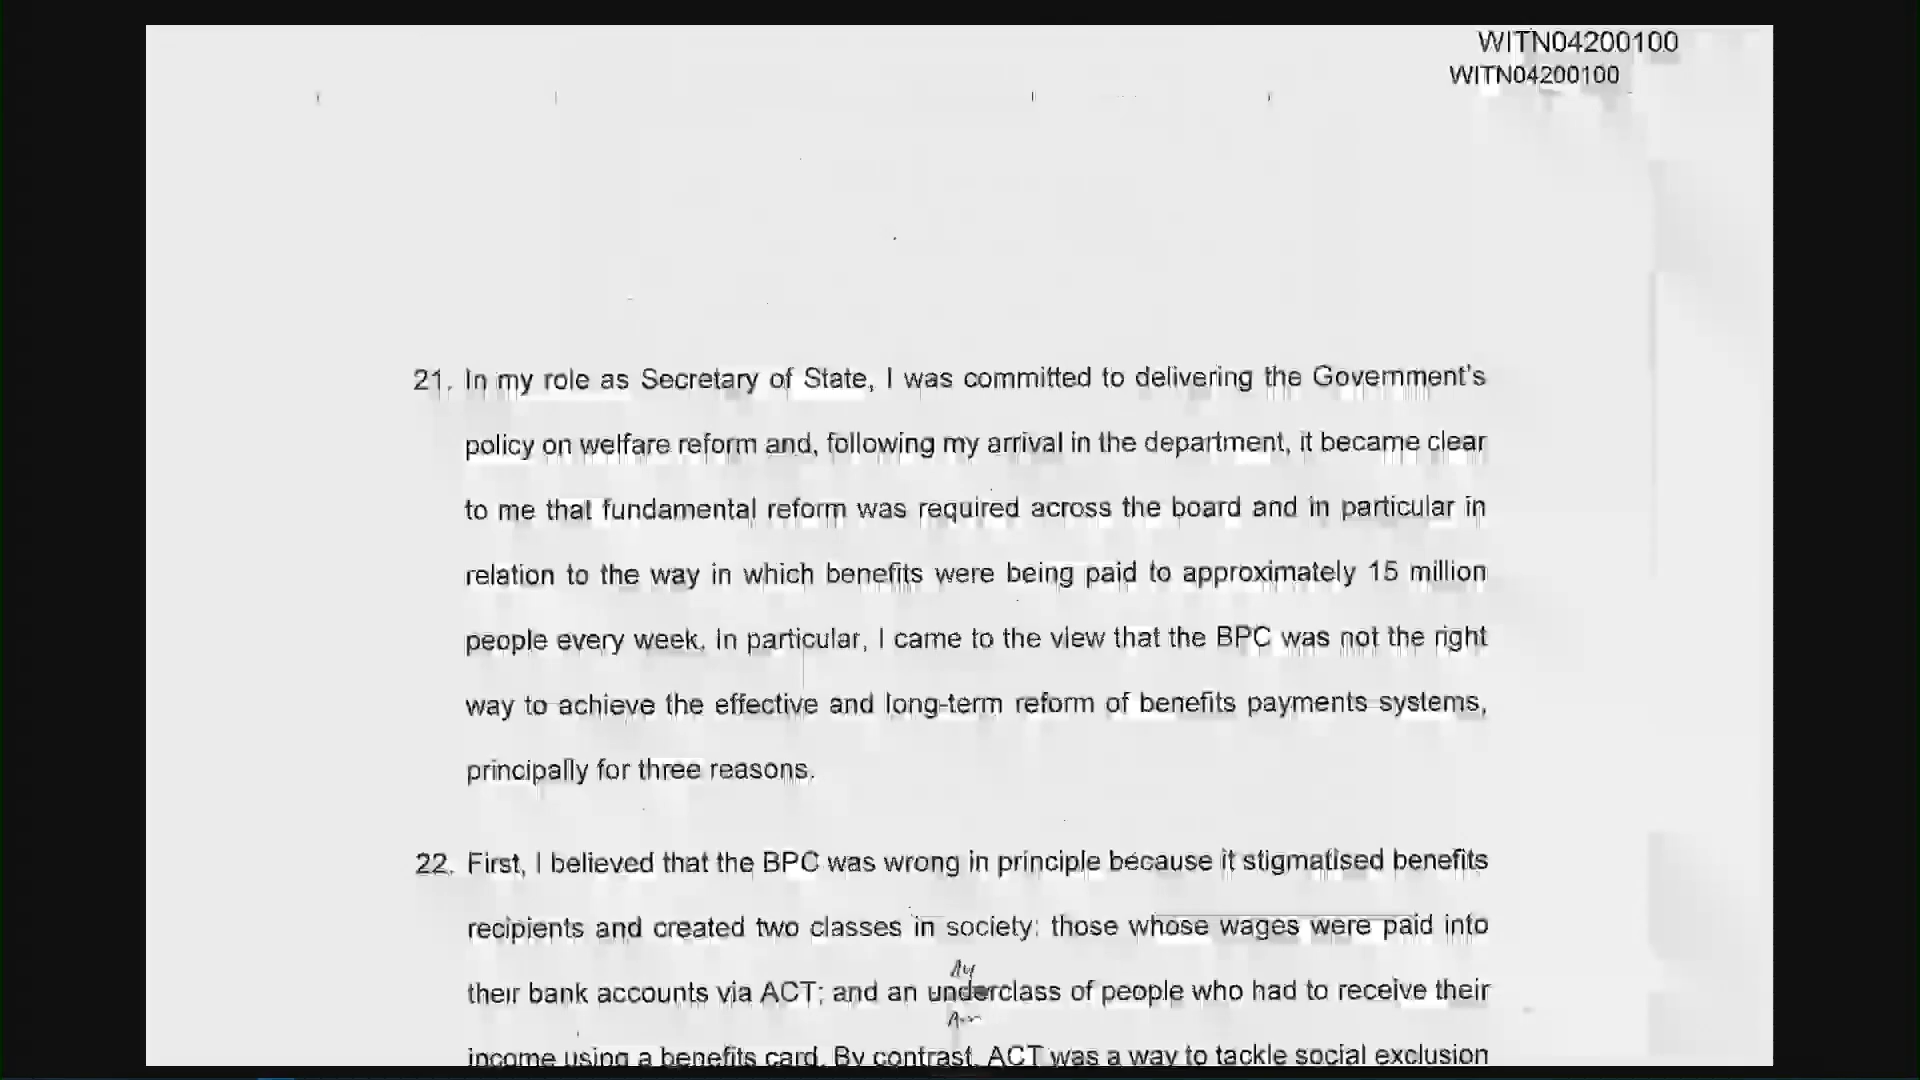 WITN04200100
WITN04200100
21. In my role as Secretary of State, I was committed to delivering the Government's
policy on welfare reform and, following my arrival in the department, it became clear
to me that fundamental reform was required across the board and in particular in
relation to the way in which benefits were being paid to approximately 15 million
people every week. In particular, I came to the view that the BPC was not the right
way to achieve the effective and long-term reform of benefits payments systems,
principally for three reasons.
22. First, I believed that the BPC was wrong in principle because it stigmatised benefits
recipients and created two classes in society: those whose wages were paid into
their bank accounts via ACT; and an underclass of people who had to receive their
income using a benefits card. By contrast, ACT was a way to tackle social exclusion